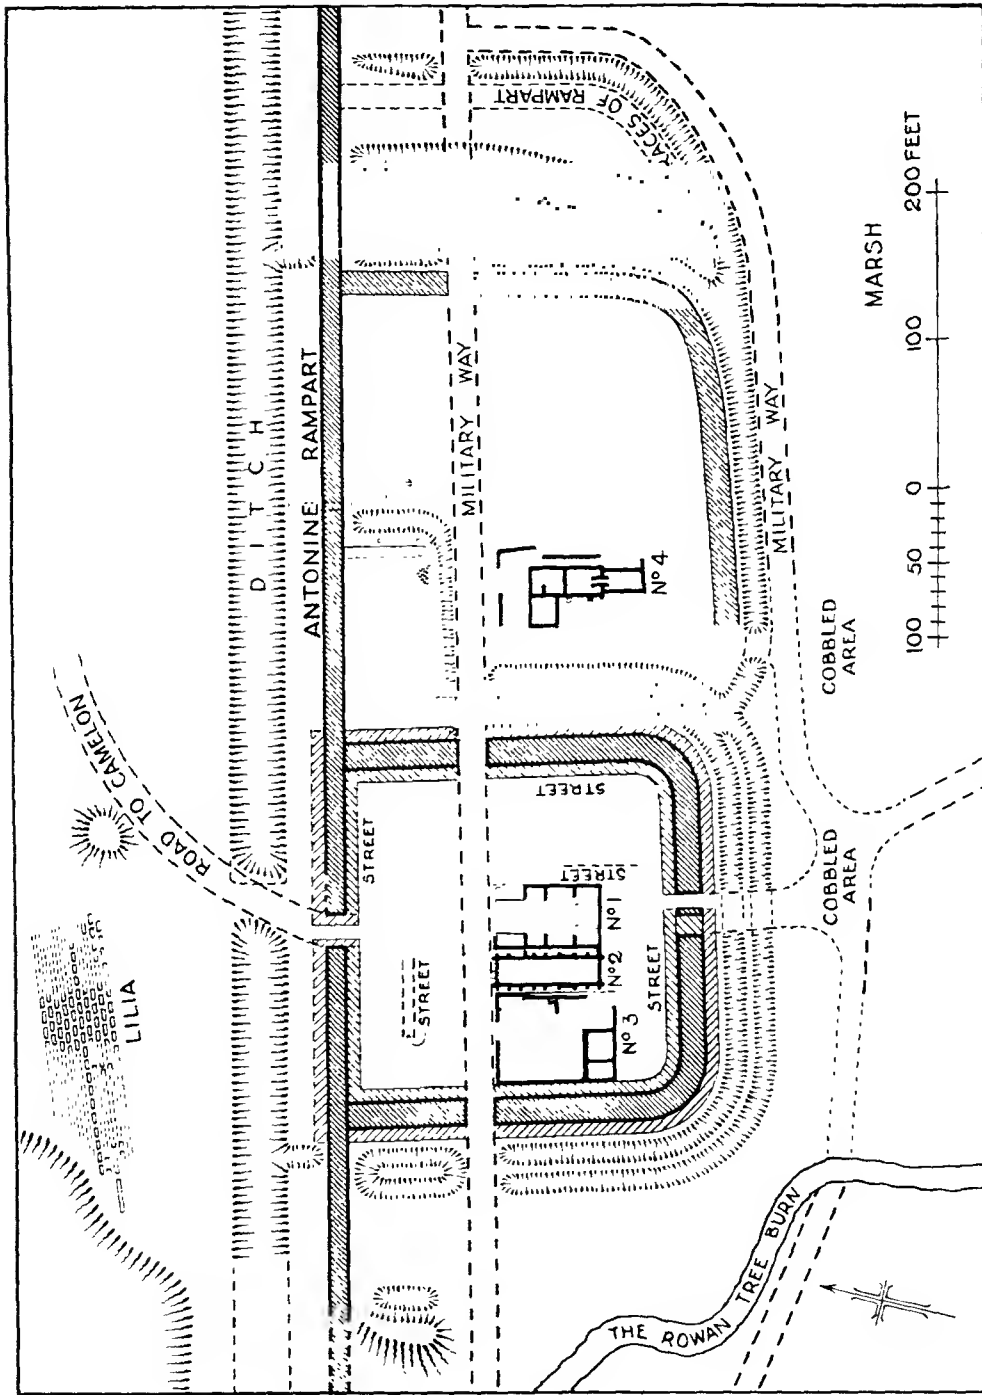 LILIA
ROAD TO CAMELON
DITCH
ANTONINE RAMPART
STREET
STREET
MILITARY WAY
STREET
STREET
STREET
Nº 1
Nº 2
Nº 3
Nº 4
RACES OF
RAMPART
MILITARY WAY
COBBLED
AREA
COBBLED
AREA
MARSH
THE ROWAN TREE BURN
100 50 0 100 200 FEET